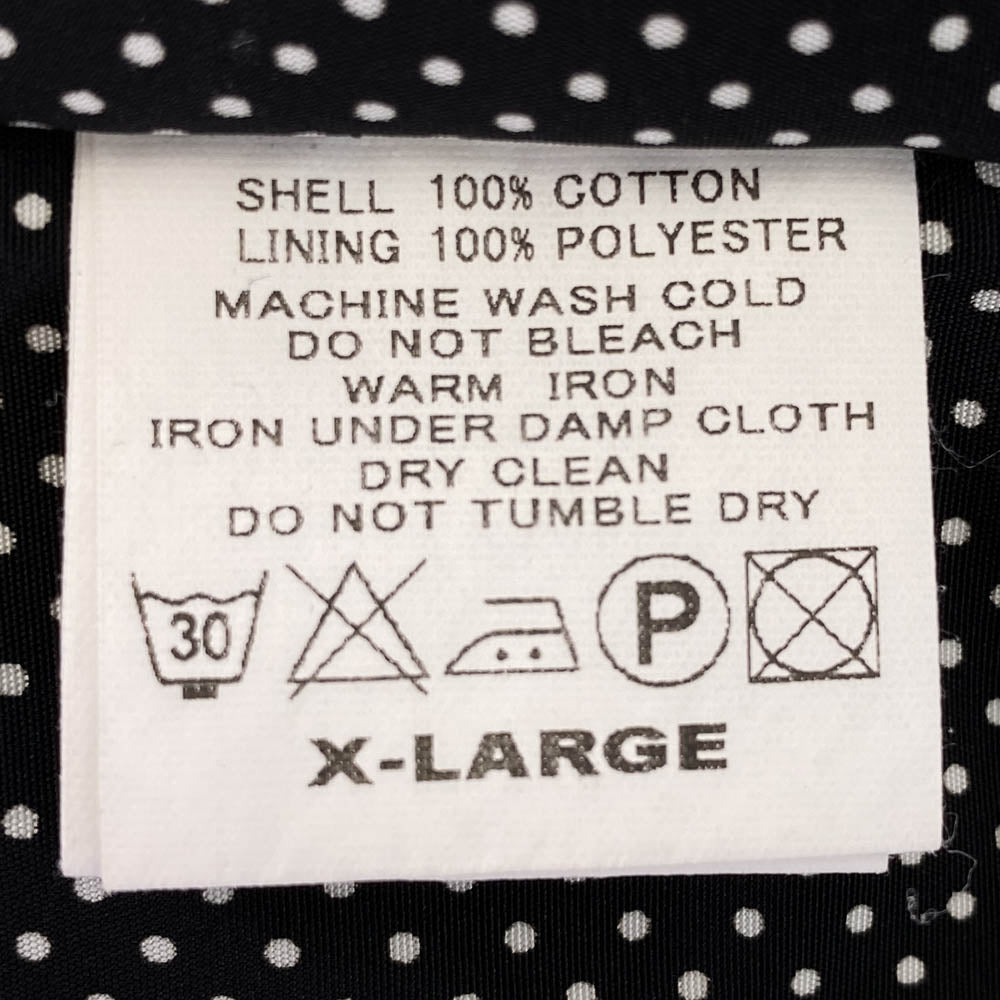 SHELL 100% COTTON
LINING 100% POLYESTER
MACHINE WASH COLD
DO NOT BLEACH
WARM IRON
IRON UNDER DAMP CLOTH
DRY CLEAN
DO NOT TUMBLE DRY
30 P
X-LARGE